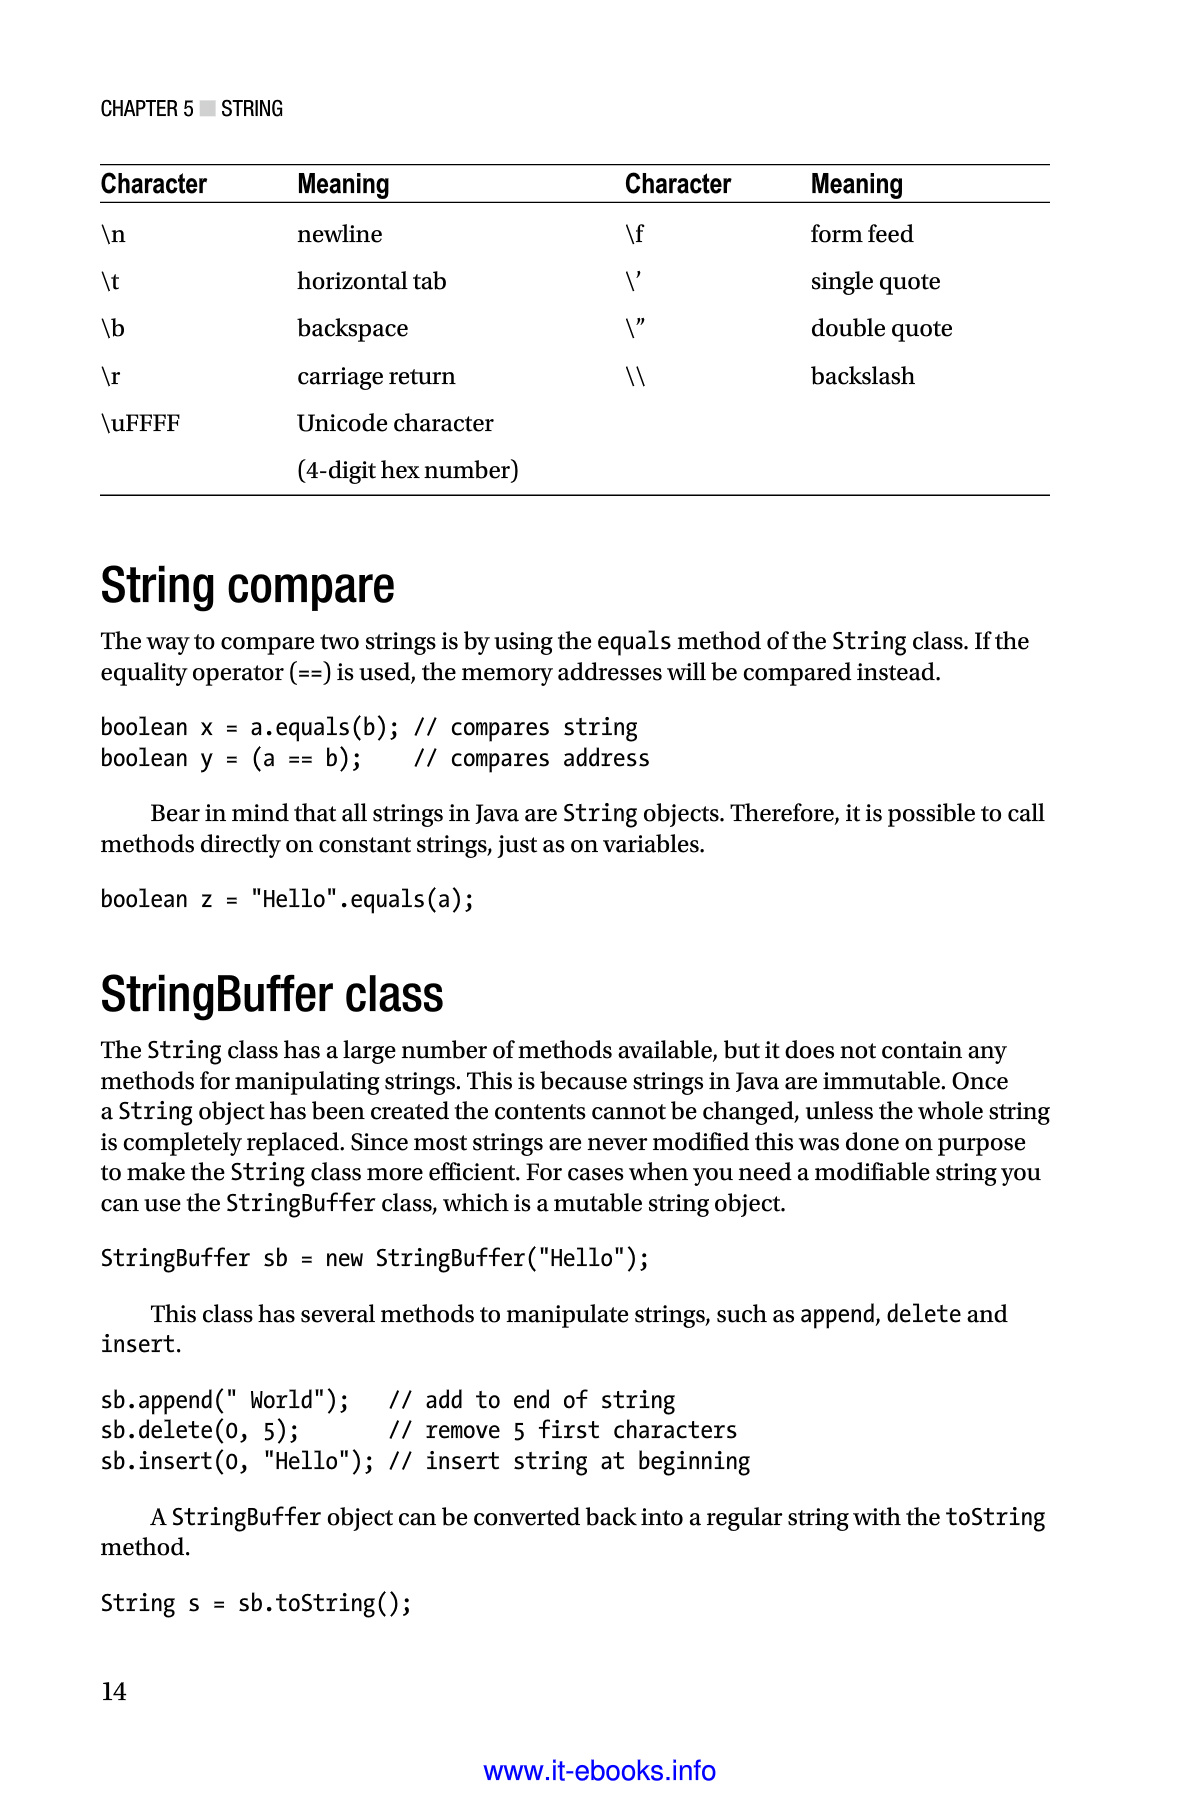 CHAPTER 5 ■ STRING
Character Meaning Character Meaning
\n newline \f form feed
\t horizontal tab \’ single quote
\b backspace \” double quote
\r carriage return \\ backslash
\uFFFF Unicode character
(4-digit hex number)
String compare
The way to compare two strings is by using the equals method of the String class. If the
equality operator (==) is used, the memory addresses will be compared instead.
boolean x = a.equals(b); // compares string
boolean y = (a == b);    // compares address
Bear in mind that all strings in Java are String objects. Therefore, it is possible to call
methods directly on constant strings, just as on variables.
boolean z = "Hello".equals(a);
StringBuffer class
The String class has a large number of methods available, but it does not contain any
methods for manipulating strings. This is because strings in Java are immutable. Once
a String object has been created the contents cannot be changed, unless the whole string
is completely replaced. Since most strings are never modified this was done on purpose
to make the String class more efficient. For cases when you need a modifiable string you
can use the StringBuffer class, which is a mutable string object.
StringBuffer sb = new StringBuffer("Hello");
This class has several methods to manipulate strings, such as append, delete and
insert.
sb.append(" World");   // add to end of string
sb.delete(0, 5);       // remove 5 first characters
sb.insert(0, "Hello"); // insert string at beginning
A StringBuffer object can be converted back into a regular string with the toString
method.
String s = sb.toString();
14
www.it-ebooks.info